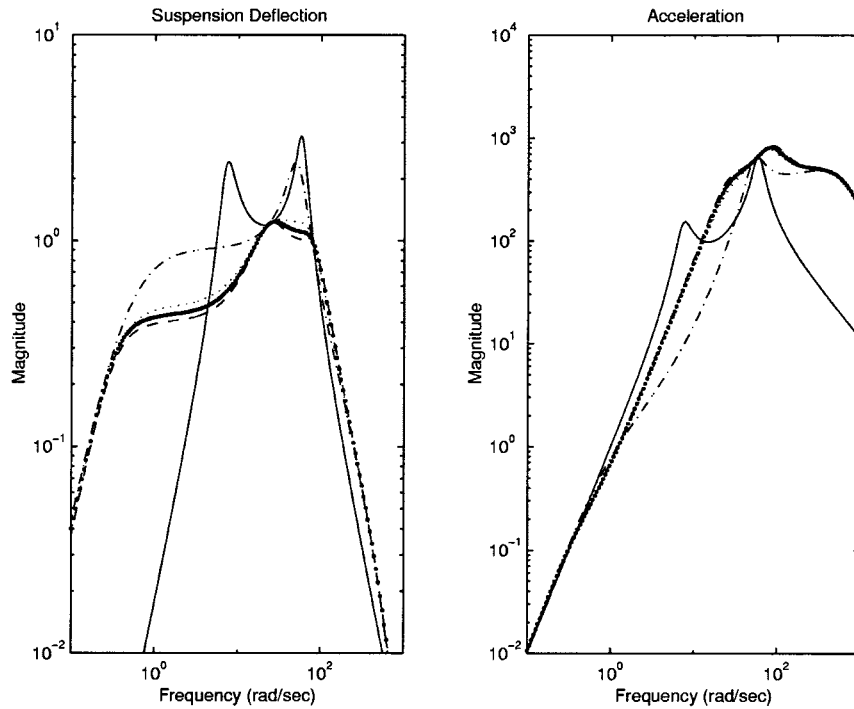 Suspension Deflection
10^1
10^0
10^-1
10^-2
Magnitude
10^0
10^2
Frequency (rad/sec)
Acceleration
10^4
10^3
10^2
10^1
10^0
10^-1
10^-2
Magnitude
10^0
10^2
Frequency (rad/sec)